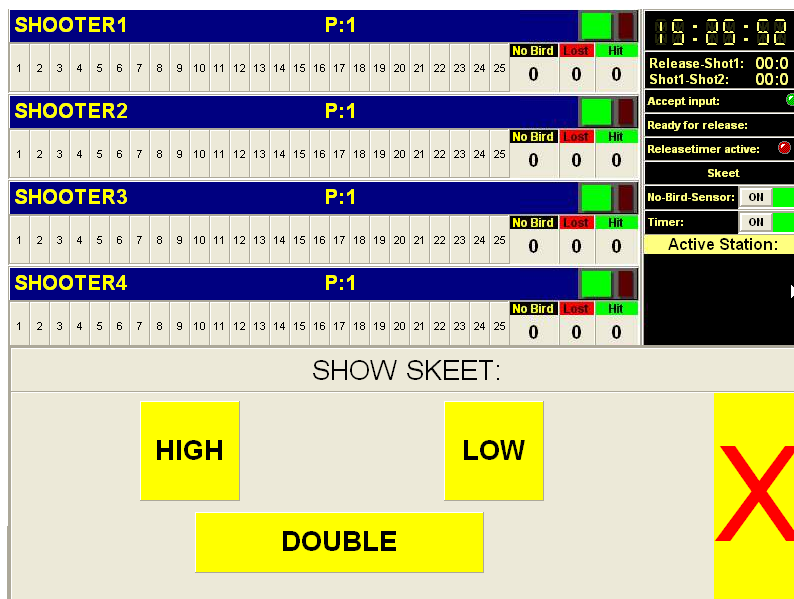 SHOOTER1 P:1
No Bird Lost Hit
1 2 3 4 5 6 7 8 9 10 11 12 13 14 15 16 17 18 19 20 21 22 23 24 25 0 0 0
SHOOTER2 P:1
No Bird Lost Hit
1 2 3 4 5 6 7 8 9 10 11 12 13 14 15 16 17 18 19 20 21 22 23 24 25 0 0 0
SHOOTER3 P:1
No Bird Lost Hit
1 2 3 4 5 6 7 8 9 10 11 12 13 14 15 16 17 18 19 20 21 22 23 24 25 0 0 0
SHOOTER4 P:1
No Bird Lost Hit
1 2 3 4 5 6 7 8 9 10 11 12 13 14 15 16 17 18 19 20 21 22 23 24 25 0 0 0
15:25:52
Release-Shot1: 00:0
Shot1-Shot2: 00:0
Accept input:
Ready for release:
Releasetimer active:
Skeet
No-Bird-Sensor: ON
Timer: ON
Active Station:
SHOW SKEET:
HIGH LOW
DOUBLE
X